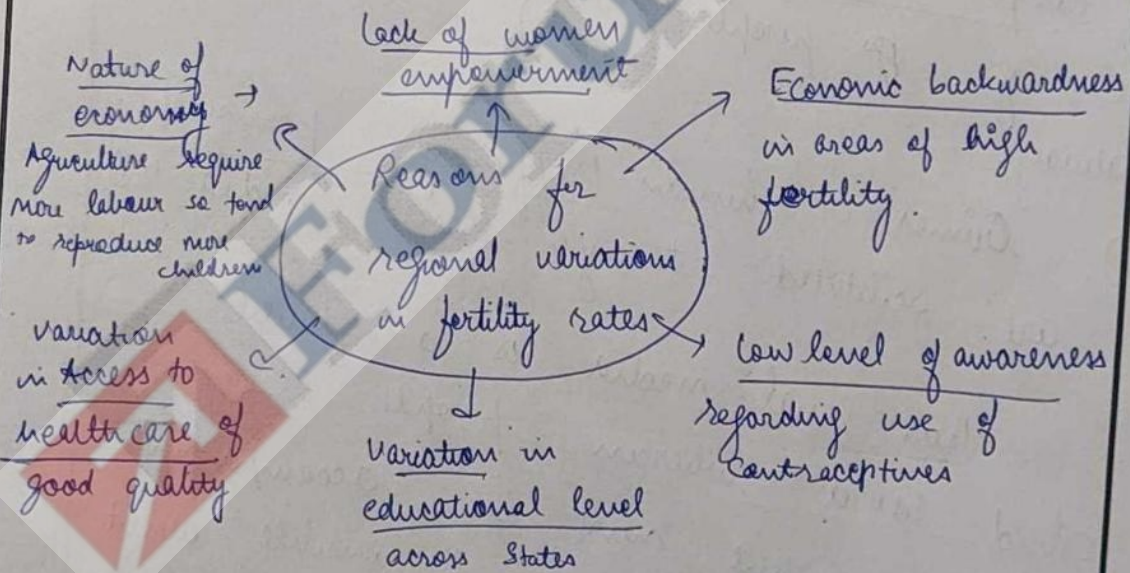 Reasons for
regional variations
in fertility rates
Lack of women
empowerment
Economic backwardness
in areas of high
fertility.
Low level of awareness
regarding use of
Contraceptives
Variation in
educational level
across States
Variation
in Access to
healthcare of
good quality
Nature of
economy →
Agriculture require
more labour so tend
to reproduce more
children
Forum